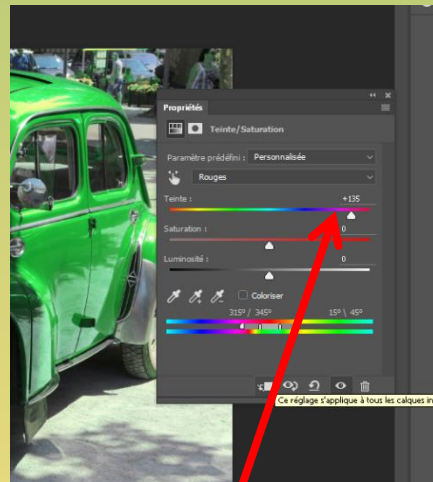 Propriétés
Teinte/Saturation
Paramètre prédéfini : Personnalisée
Rouges
Teinte : +135
Saturation : 0
Luminosité : 0
Coloriser
315° / 345° 15° \ 45°
Ce réglage s'applique à tous les calques in